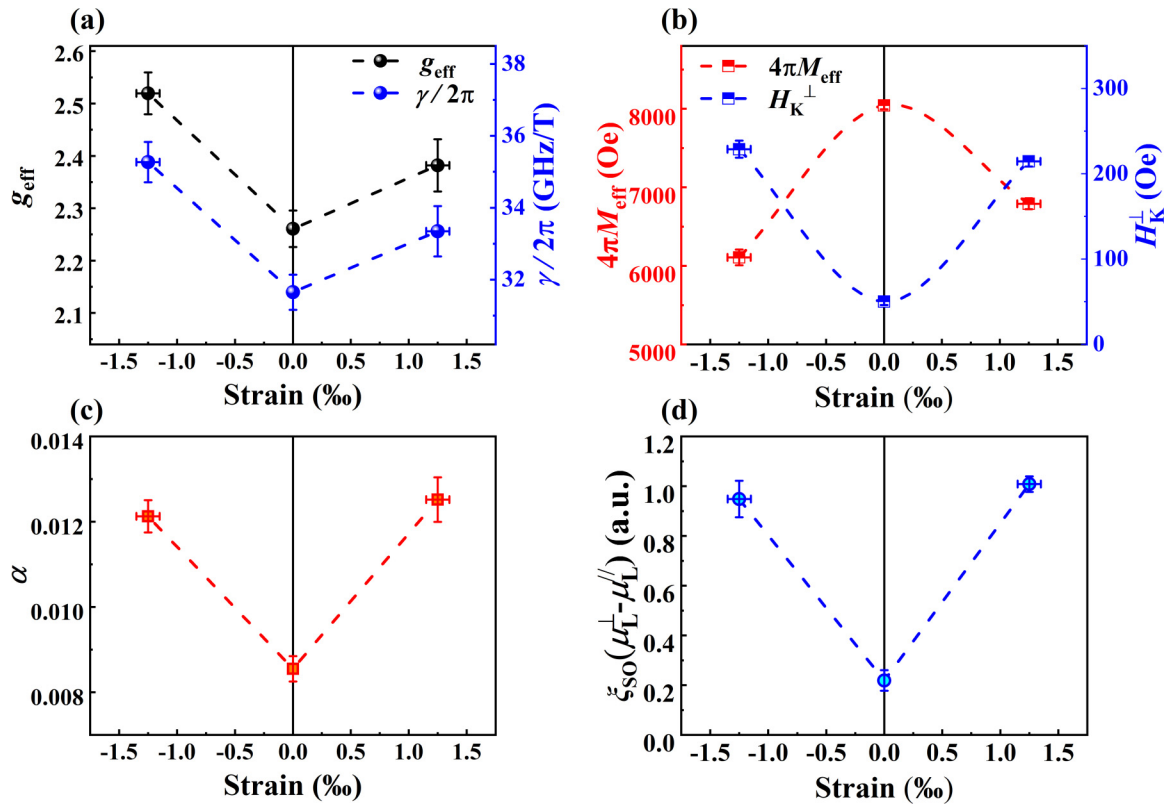 (a)
2.6
2.5
2.4
2.3
2.2
2.1
g_eff
g_eff
γ / 2π
38
36
34
32
γ / 2π (GHz/T)
-1.5 -1.0 -0.5 0.0 0.5 1.0 1.5
Strain (‰)
(b)
8000
7000
6000
5000
4πM_eff (Oe)
4πM_eff
H_K^⊥
300
200
100
0
H_K^⊥ (Oe)
-1.5 -1.0 -0.5 0.0 0.5 1.0 1.5
Strain (‰)
(c)
0.014
0.012
0.010
0.008
α
-1.5 -1.0 -0.5 0.0 0.5 1.0 1.5
Strain (‰)
(d)
1.2
1.0
0.8
0.6
0.4
0.2
0.0
ξ_SO(μ_L^⊥-μ_L^//) (a.u.)
-1.5 -1.0 -0.5 0.0 0.5 1.0 1.5
Strain (‰)